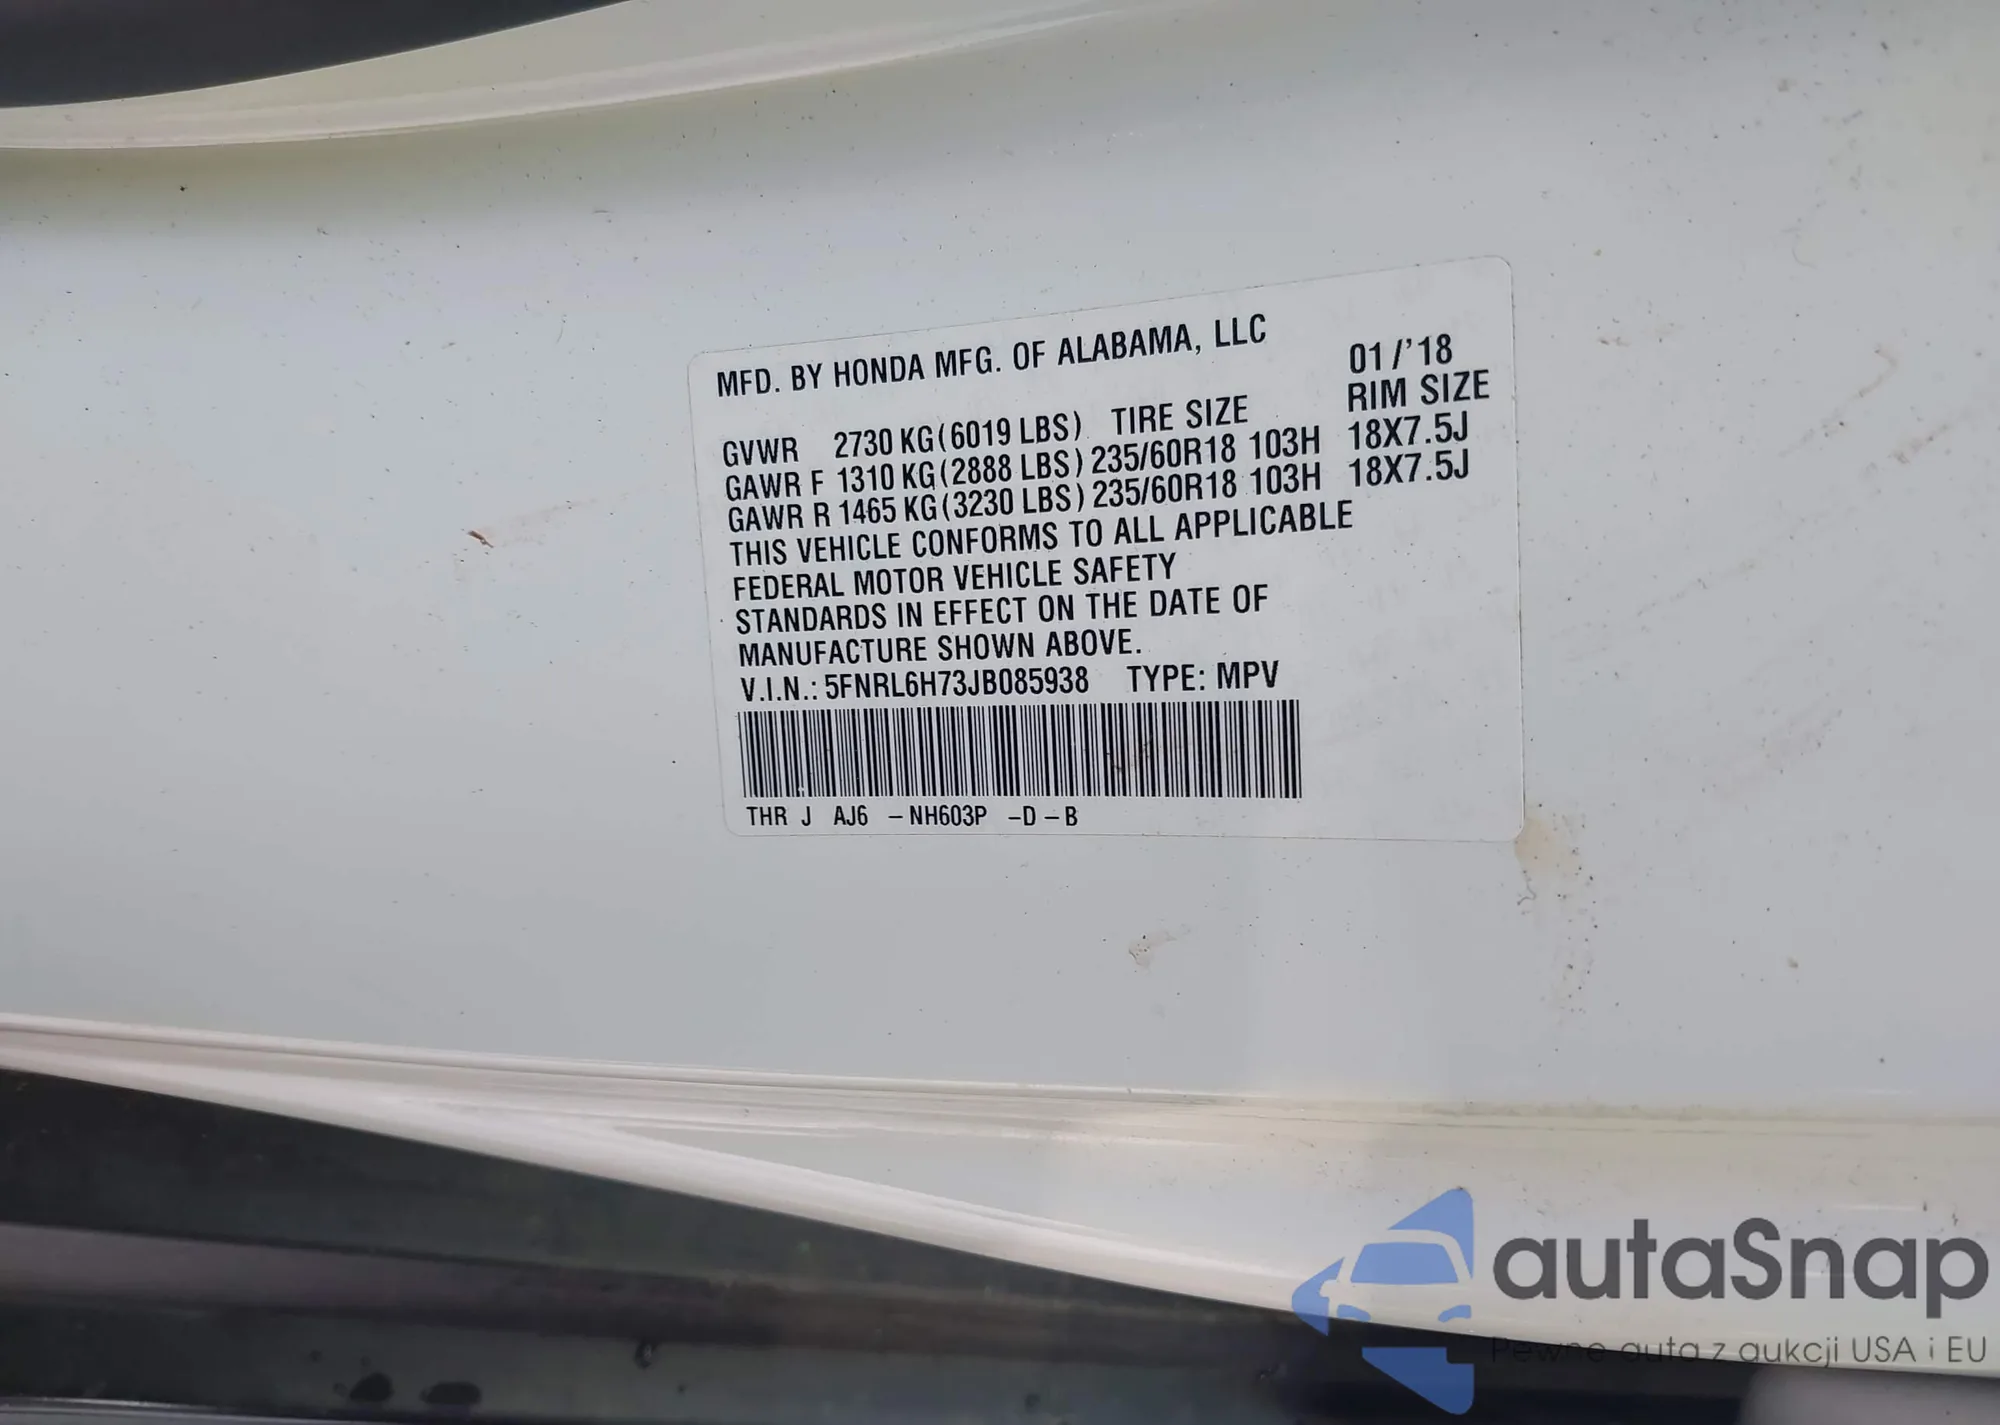 MFD. BY HONDA MFG. OF ALABAMA, LLC 01/'18
GVWR 2730 KG(6019 LBS) TIRE SIZE RIM SIZE
GAWR F 1310 KG(2888 LBS) 235/60R18 103H 18X7.5J
GAWR R 1465 KG(3230 LBS) 235/60R18 103H 18X7.5J
THIS VEHICLE CONFORMS TO ALL APPLICABLE
FEDERAL MOTOR VEHICLE SAFETY
STANDARDS IN EFFECT ON THE DATE OF
MANUFACTURE SHOWN ABOVE.
V.I.N.: 5FNRL6H73JB085938 TYPE: MPV
THR J AJ6 – NH603P –D – B
autaSnap
Pewne auta z aukcji USA i EU